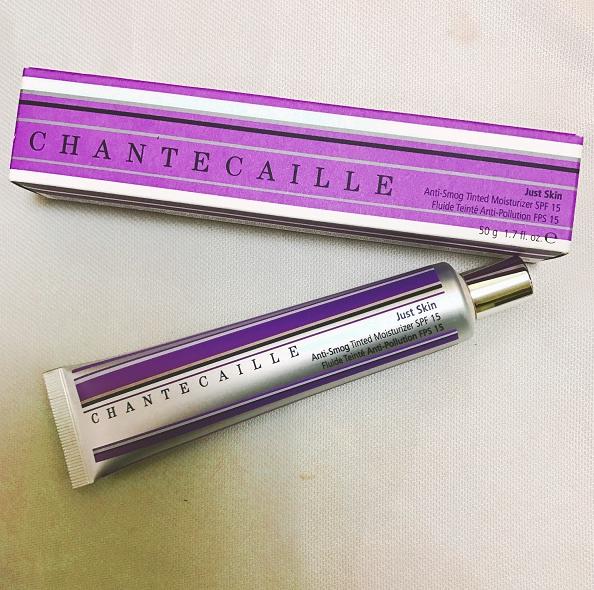 CHANTECAILLE
Just Skin
Anti-Smog Tinted Moisturizer SPF 15
Fluide Teinté Anti-Pollution FPS 15
50 g 1.7 fl. oz. ℮
Just Skin
Anti-Smog Tinted Moisturizer SPF 15
Fluide Teinté Anti-Pollution FPS 15
CHANTECAILLE